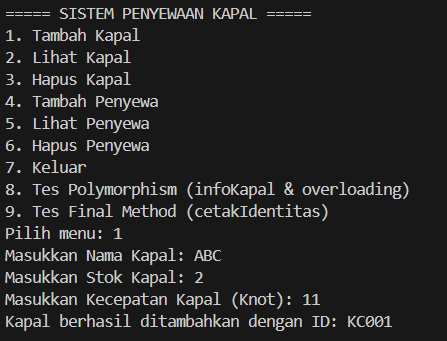 ===== SISTEM PENYEWAAN KAPAL =====
1. Tambah Kapal
2. Lihat Kapal
3. Hapus Kapal
4. Tambah Penyewa
5. Lihat Penyewa
6. Hapus Penyewa
7. Keluar
8. Tes Polymorphism (infoKapal & overloading)
9. Tes Final Method (cetakIdentitas)
Pilih menu: 1
Masukkan Nama Kapal: ABC
Masukkan Stok Kapal: 2
Masukkan Kecepatan Kapal (Knot): 11
Kapal berhasil ditambahkan dengan ID: KC001